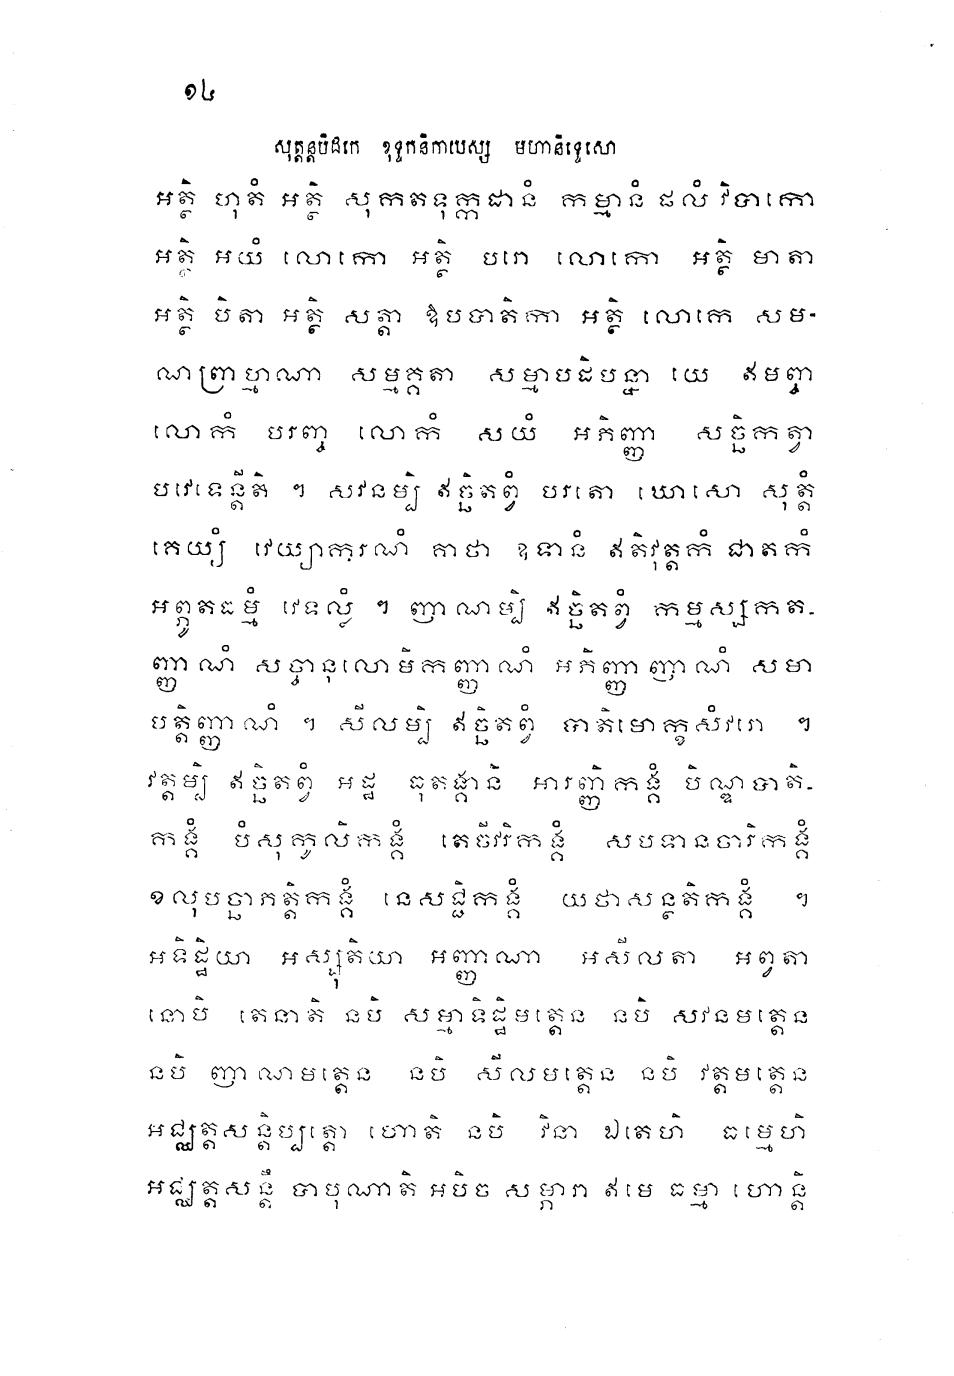 ១៤
សុត្តន្តបិដកេ ខុទ្ទកនិកាយេស្ស មហានិទ្ទេសោ
អត្ថិ ហុតំ អត្ថិ សុកតទុក្កដានំ កម្មានំ ផលំ វិបាកោ
អត្ថិ អយំ លោកោ អត្ថិ បរោ លោកោ អត្ថិ មាតា
អត្ថិ បិតា អត្ថិ សត្តា ឱបបាតិកា អត្ថិ លោកេ សម-
ណព្រាហ្មណា សម្មគ្គតា សម្មាបដិបន្នា យេ ឥមញ្ច
លោកំ បរញ្ច លោកំ សយំ អភិញ្ញា សច្ឆិកត្វា
បវេទេន្តីតិ ។ សវនម្បិ ឥច្ឆិតព្វំ បរតោ ឃោសោ សុត្តំ
គេយ្យំ វេយ្យាករណំ គាថា ឧទានំ ឥតិវុត្តកំ ជាតកំ
អព្ភូតធម្មំ វេទល្លំ ។ ញាណម្បិ ឥច្ឆិតព្វំ កម្មស្សកត-
ញ្ញាណំ សច្ចានុលោមិកញ្ញាណំ អភិញ្ញាញាណំ សមា
បត្តិញ្ញាណំ ។ សីលម្បិ ឥច្ឆិតព្វំ បាតិមោក្ខសំវរោ ។
វត្តម្បិ ឥច្ឆិតព្វំ អដ្ឋ ធុតង្គានិ អារញ្ញិកង្គំ បិណ្ឌបាតិ-
កង្គំ បំសុកូលិកង្គំ តេចីវរិកង្គំ សបទានចារិកង្គំ
ខលុបច្ឆាភត្តិកង្គំ នេសជ្ជិកង្គំ យថាសន្ថតិកង្គំ ។
អទិដ្ឋិយា អស្សុតិយា អញ្ញាណា អសីលតា អព្វតា
នោបិ តេនាតិ នបិ សម្មាទិដ្ឋិមត្តេន នបិ សវនមត្តេន
នបិ ញាណមត្តេន នបិ សីលមត្តេន នបិ វត្តមត្តេន
អជ្ឈត្តសន្តិប្បត្តោ ហោតិ នបិ វិនា ឯតេហិ ធម្មេហិ
អជ្ឈត្តសន្តឹ បាបុណាតិ អបិច សម្ភារា ឥមេ ធម្មា ហោន្តិ